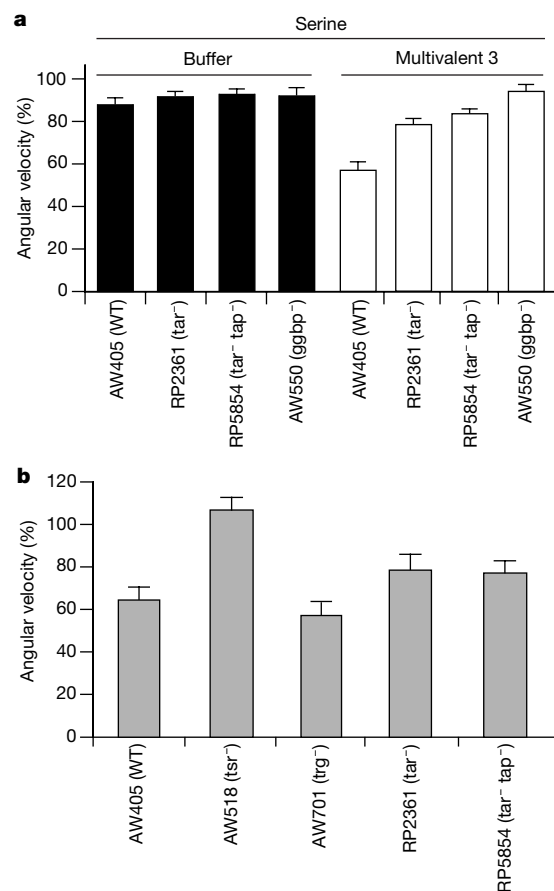 a
Serine
Buffer
Multivalent 3
Angular velocity (%)
100
80
60
40
20
0
AW405 (WT)
RP2361 (tar⁻)
RP5854 (tar⁻ tap⁻)
AW550 (ggbp⁻)
AW405 (WT)
RP2361 (tar⁻)
RP5854 (tar⁻ tap⁻)
AW550 (ggbp⁻)
b
Angular velocity (%)
120
100
80
60
40
20
0
AW405 (WT)
AW518 (tsr⁻)
AW701 (trg⁻)
RP2361 (tar⁻)
RP5854 (tar⁻ tap⁻)